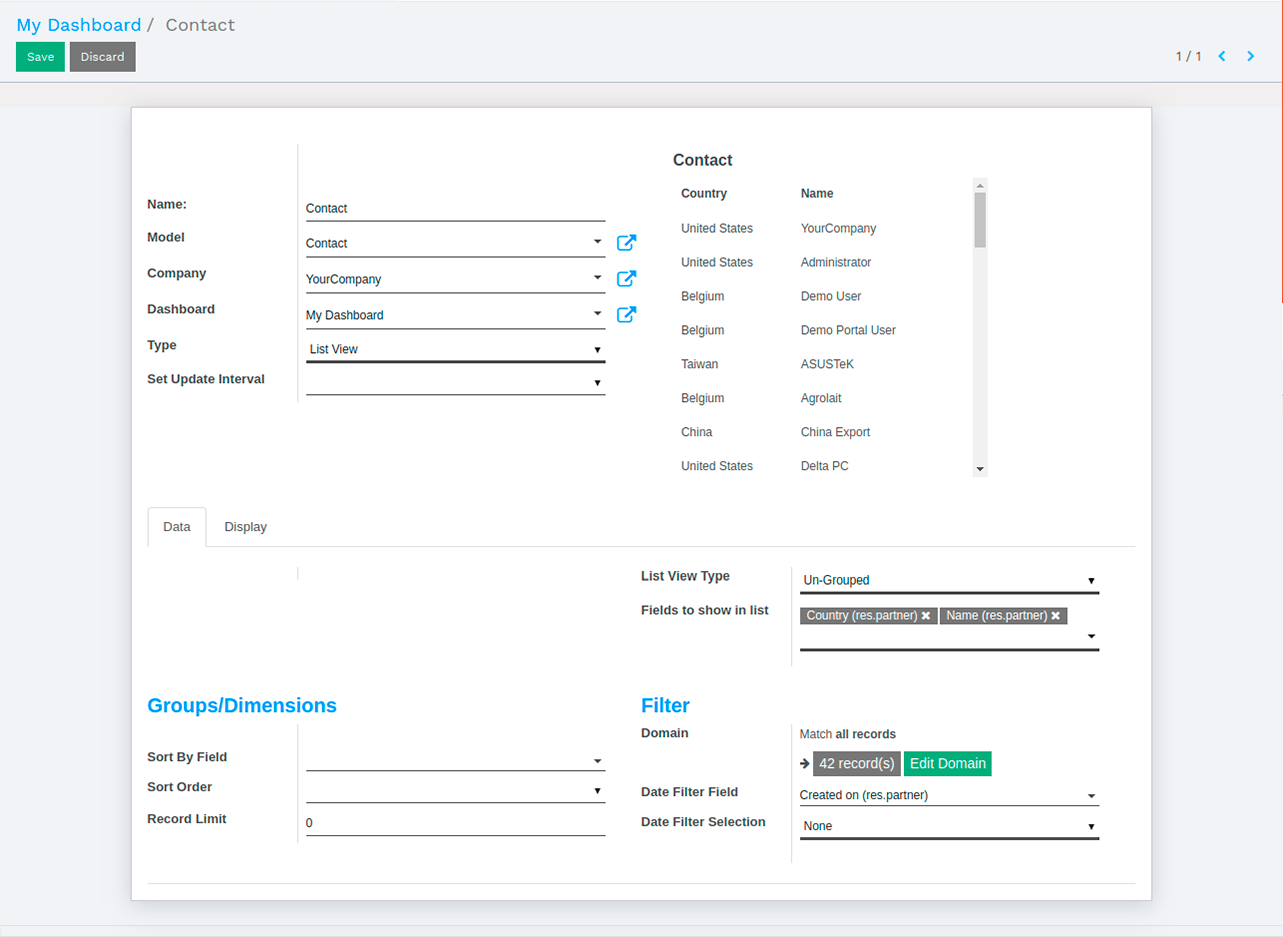 My Dashboard / Contact
Save Discard
1 / 1
Contact
Country Name
Name: Contact
United States YourCompany
Model Contact
United States Administrator
Company YourCompany
Belgium Demo User
Dashboard My Dashboard
Belgium Demo Portal User
Type List View
Taiwan ASUSTeK
Set Update Interval
Belgium Agrolait
China China Export
United States Delta PC
Data Display
List View Type Un-Grouped
Fields to show in list Country (res.partner) Name (res.partner)
Groups/Dimensions Filter
Domain Match all records
Sort By Field
42 record(s) Edit Domain
Sort Order
Date Filter Field Created on (res.partner)
Record Limit 0
Date Filter Selection None